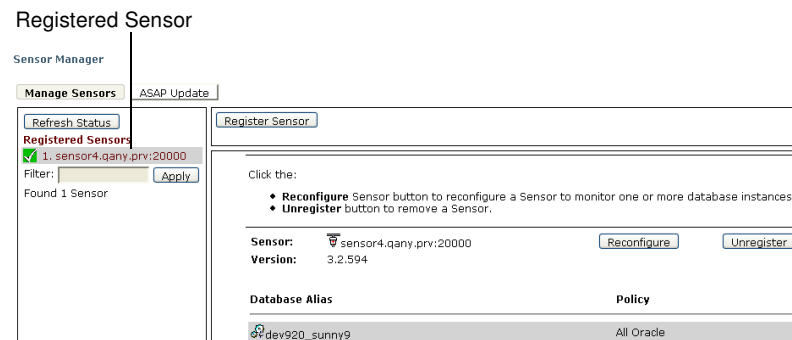 Registered Sensor
Sensor Manager
Manage Sensors
ASAP Update
Refresh Status
Registered Sensors
1. sensor4.qany.prv:20000
Filter:
Apply
Found 1 Sensor
Register Sensor
Click the:
Reconfigure Sensor button to reconfigure a Sensor to monitor one or more database instances
Unregister button to remove a Sensor.
Sensor: sensor4.qany.prv:20000 Reconfigure Unregister
Version: 3.2.594
Database Alias Policy
dev920_sunny9 All Oracle